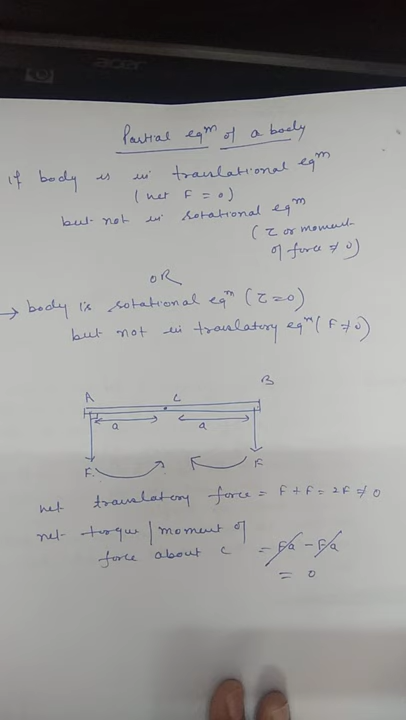 acer
Partial eqᵐ of a body
if body is in translational eqᵐ
( net F = 0)
but not in rotational eqᵐ
( τ or moment
of force ≠ 0)
OR
→ body is rotational eqᵐ (τ=0)
but not in translatory eqᵐ ( F ≠ 0)
A C B
a a
F F
net translatory force = F + F = 2F ≠ 0
net torque / moment of
force about C = Fa - Fa
= 0